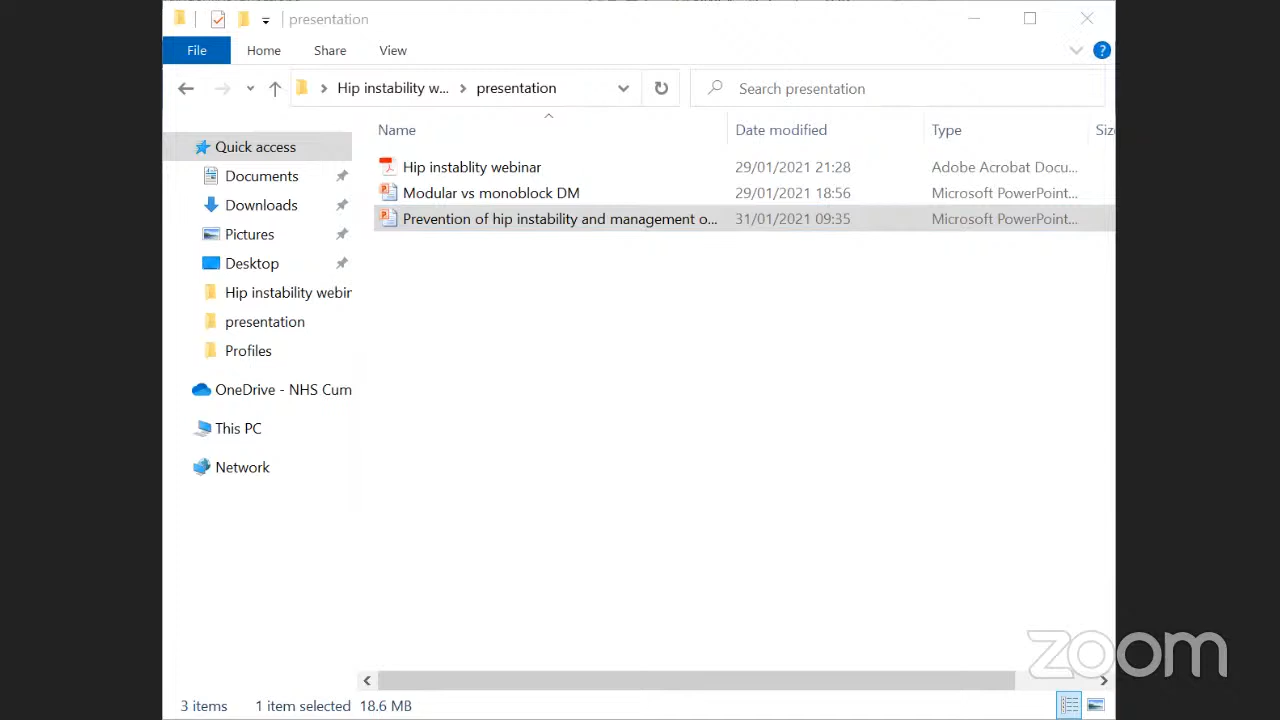 presentation
File Home Share View
Hip instability w... presentation Search presentation
Name Date modified Type Siz
Quick access
Documents
Downloads
Pictures
Desktop
Hip instability webir
presentation
Profiles
OneDrive - NHS Cum
This PC
Network
Hip instablity webinar 29/01/2021 21:28 Adobe Acrobat Docu...
Modular vs monoblock DM 29/01/2021 18:56 Microsoft PowerPoint...
Prevention of hip instability and management o... 31/01/2021 09:35 Microsoft PowerPoint...
3 items 1 item selected 18.6 MB
zoom